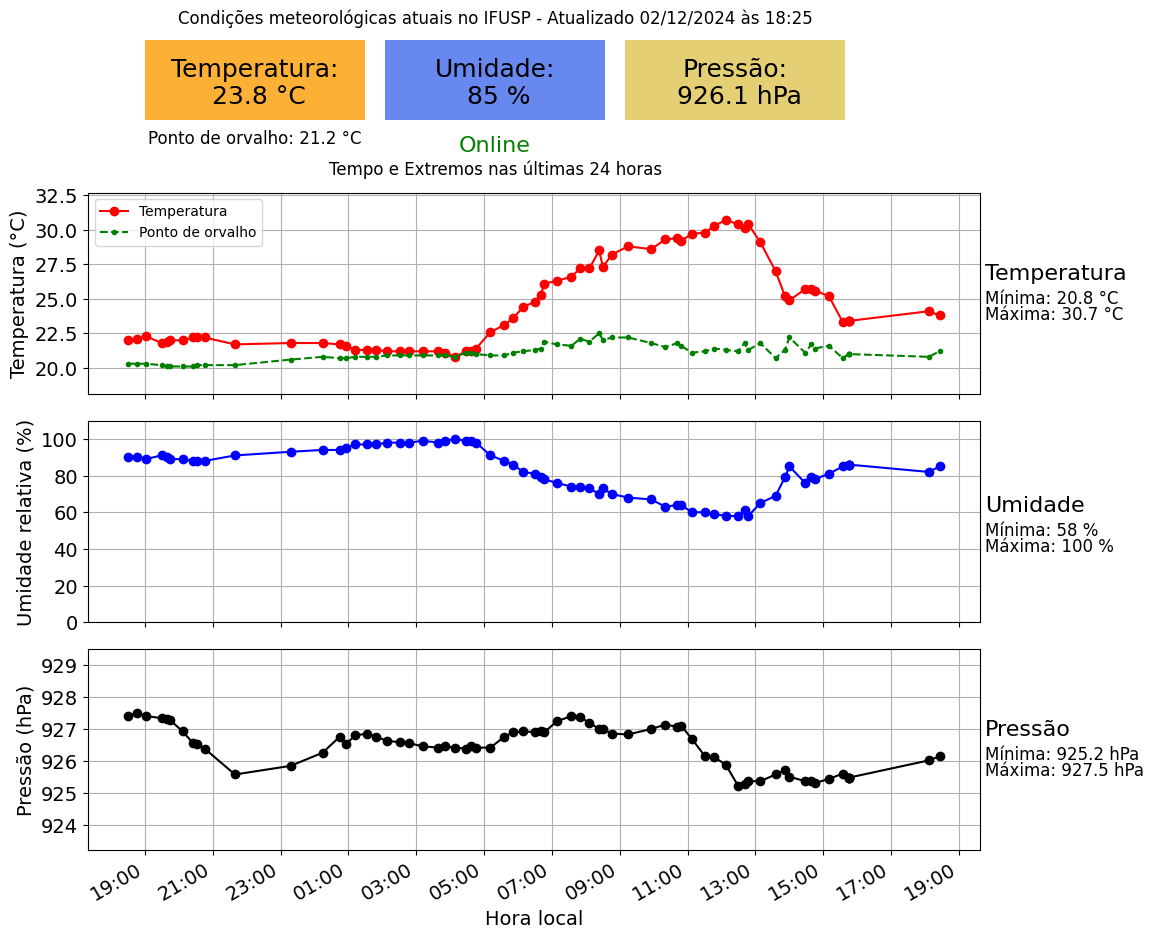 Condições meteorológicas atuais no IFUSP - Atualizado 02/12/2024 às 18:25
Temperatura:
23.8 °C
Umidade:
85 %
Pressão:
926.1 hPa
Ponto de orvalho: 21.2 °C
Online
Tempo e Extremos nas últimas 24 horas
Temperatura (°C)
32.5
30.0
27.5
25.0
22.5
20.0
Temperatura
Ponto de orvalho
Temperatura
Mínima: 20.8 °C
Máxima: 30.7 °C
Umidade relativa (%)
100
80
60
40
20
0
Umidade
Mínima: 58 %
Máxima: 100 %
Pressão (hPa)
929
928
927
926
925
924
Pressão
Mínima: 925.2 hPa
Máxima: 927.5 hPa
19:00 21:00 23:00 01:00 03:00 05:00 07:00 09:00 11:00 13:00 15:00 17:00 19:00
Hora local